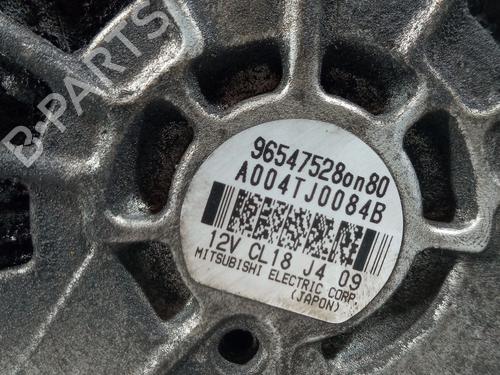 B-PARTS
96547528on80
A004TJ0084B
12V CL18 J4 09
MITSUBISHI ELECTRIC CORP.
(JAPON)